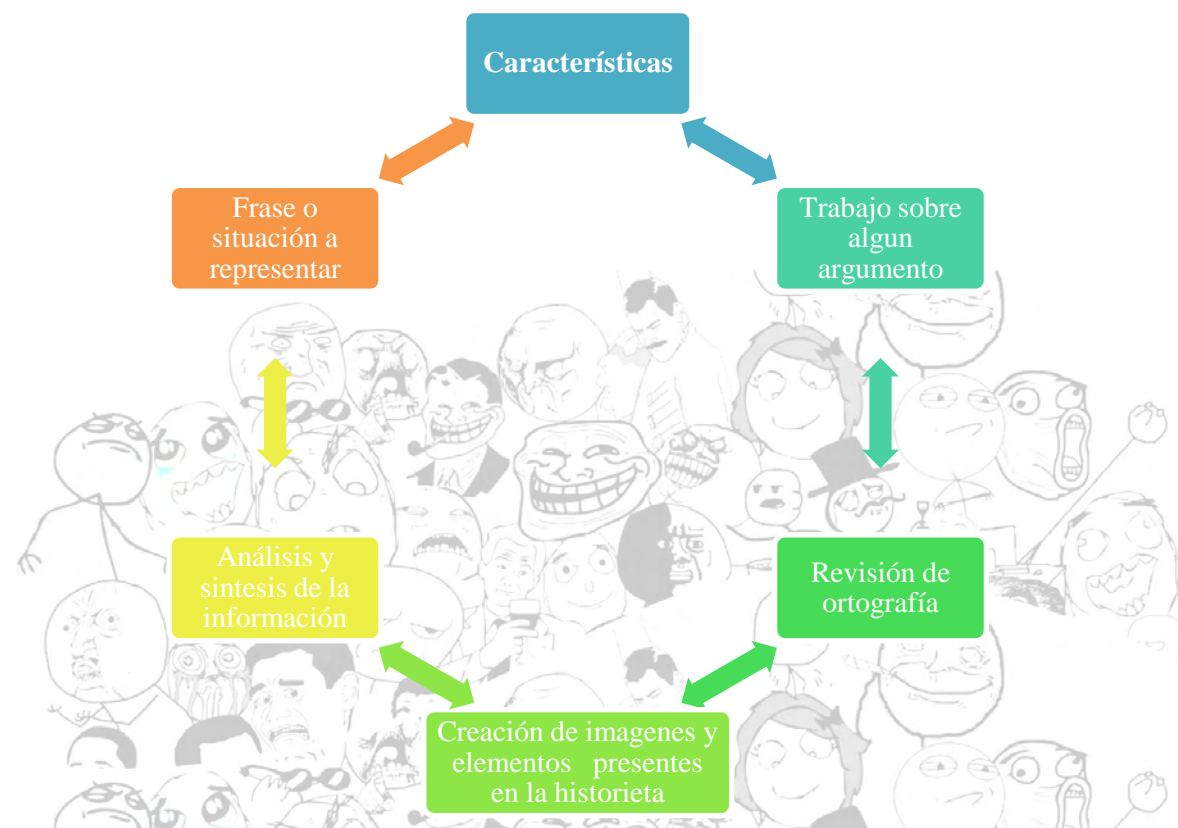 Características
Frase o
situación a
representar
Trabajo sobre
algun
argumento
Análisis y
sintesis de la
información
Revisión de
ortografía
Creación de imagenes y
elementos presentes
en la historieta